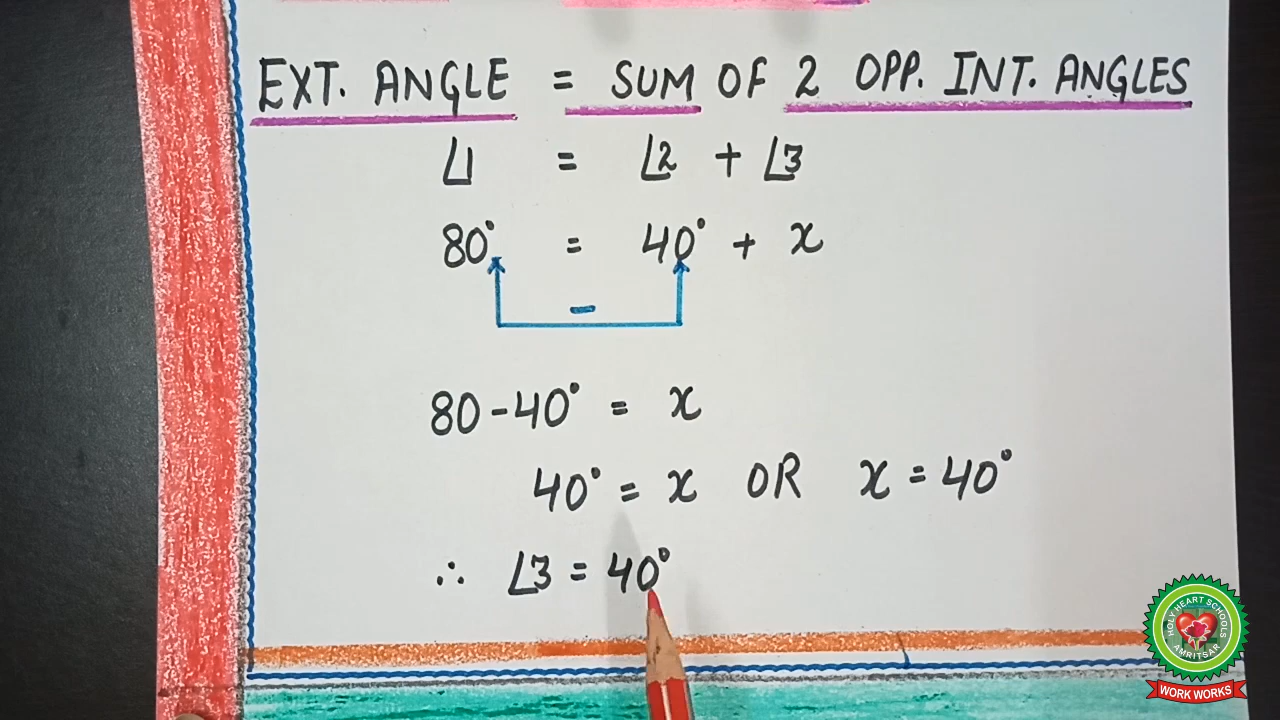 EXT. ANGLE = SUM OF 2 OPP. INT. ANGLES
∠1 = ∠2 + ∠3
80° = 40° + x
-
80-40° = x
40° = x OR x = 40°
∴ ∠3 = 40°
HOLY HEART SCHOOLS
AMRITSAR
WORK WORKS